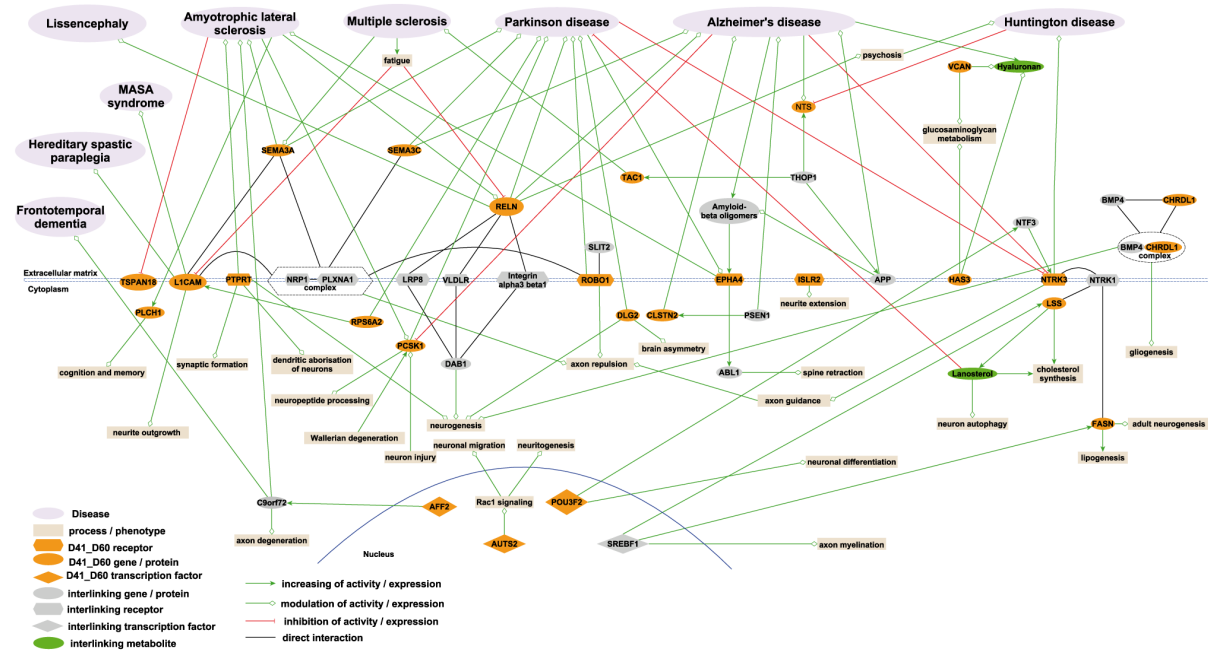 Lissencephaly
Amyotrophic lateral
sclerosis
Multiple sclerosis
Parkinson disease
Alzheimer's disease
Huntington disease
psychosis
fatigue
VCAN
Hyaluronan
MASA
syndrome
NTS
glucosaminoglycan
metabolism
Hereditary spastic
paraplegia
SEMA3A
SEMA3C
TAC1
THOP1
Frontotemporal
dementia
RELN
Amyloid-
beta oligomers
BMP4
CHRDL1
NTF3
SLIT2
BMP4
CHRDL1
complex
Extracellular matrix
Cytoplasm
TSPAN18
L1CAM
PTPRT
NRP1
PLXNA1
complex
LRP8
VLDLR
Integrin
alpha3 beta1
ROBO1
EPHA4
ISLR2
APP
HAS3
NTRK3
NTRK1
neurite extension
LSS
PLCH1
RPS6A2
DLG2
CLSTN2
PSEN1
PCSK1
brain asymmetry
gliogenesis
cognition and memory
synaptic formation
dendritic aborisation
of neurons
DAB1
axon repulsion
ABL1
spine retraction
Lanosterol
cholesterol
synthesis
neuropeptide processing
axon guidance
neurite outgrowth
Wallerian degeneration
neurogenesis
neuron autophagy
FASN
adult neurogenesis
neuron injury
neuronal migration
neuritogenesis
neuronal differentiation
lipogenesis
C9orf72
AFF2
Rac1 signaling
POU3F2
axon degeneration
AUTS2
SREBF1
axon myelination
Nucleus
Disease
process / phenotype
D41_D60 receptor
D41_D60 gene / protein
D41_D60 transcription factor
interlinking gene / protein
interlinking receptor
interlinking transcription factor
interlinking metabolite
increasing of activity / expression
modulation of activity / expression
inhibition of activity / expression
direct interaction